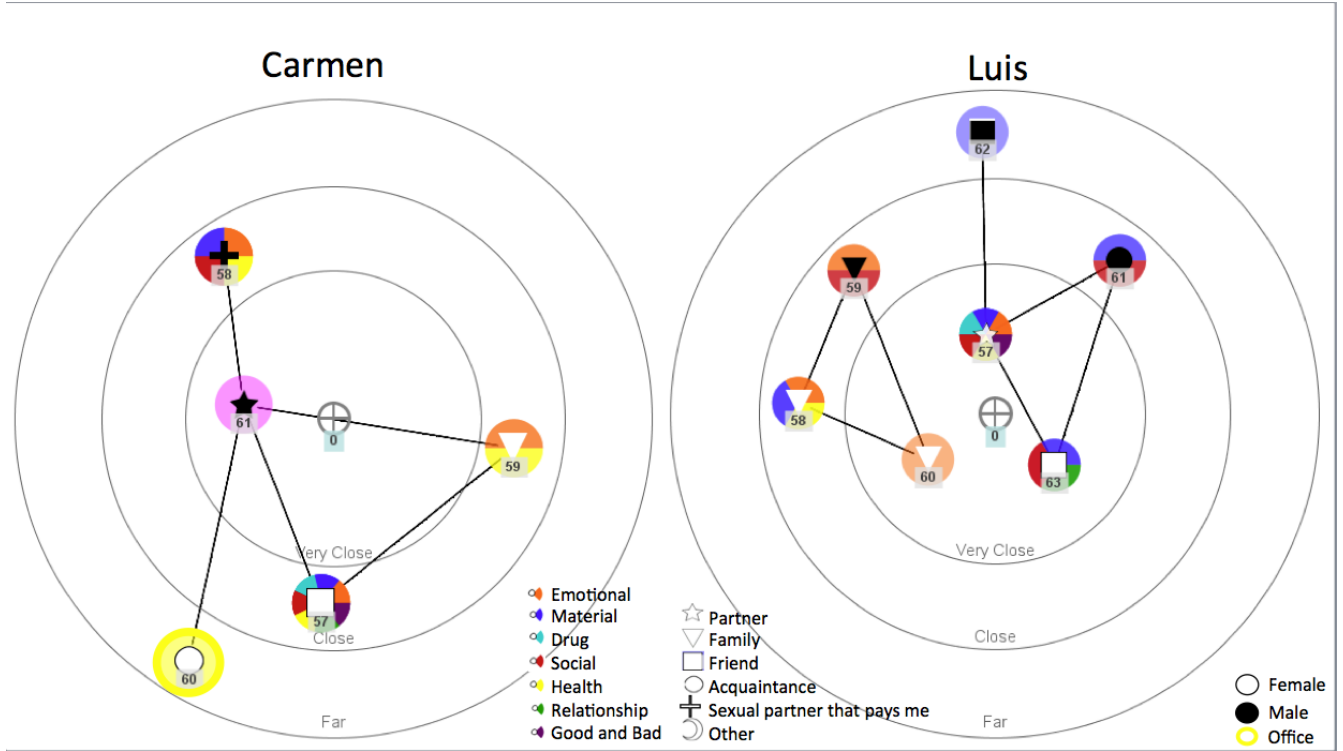 Carmen
Luis
62
58
59
61
57
61
0
58
0
59
60
63
Very Close
Very Close
57
Close
Close
60
Far
Far
Emotional
Material
Drug
Social
Health
Relationship
Good and Bad
Partner
Family
Friend
Acquaintance
Sexual partner that pays me
Other
Female
Male
Office